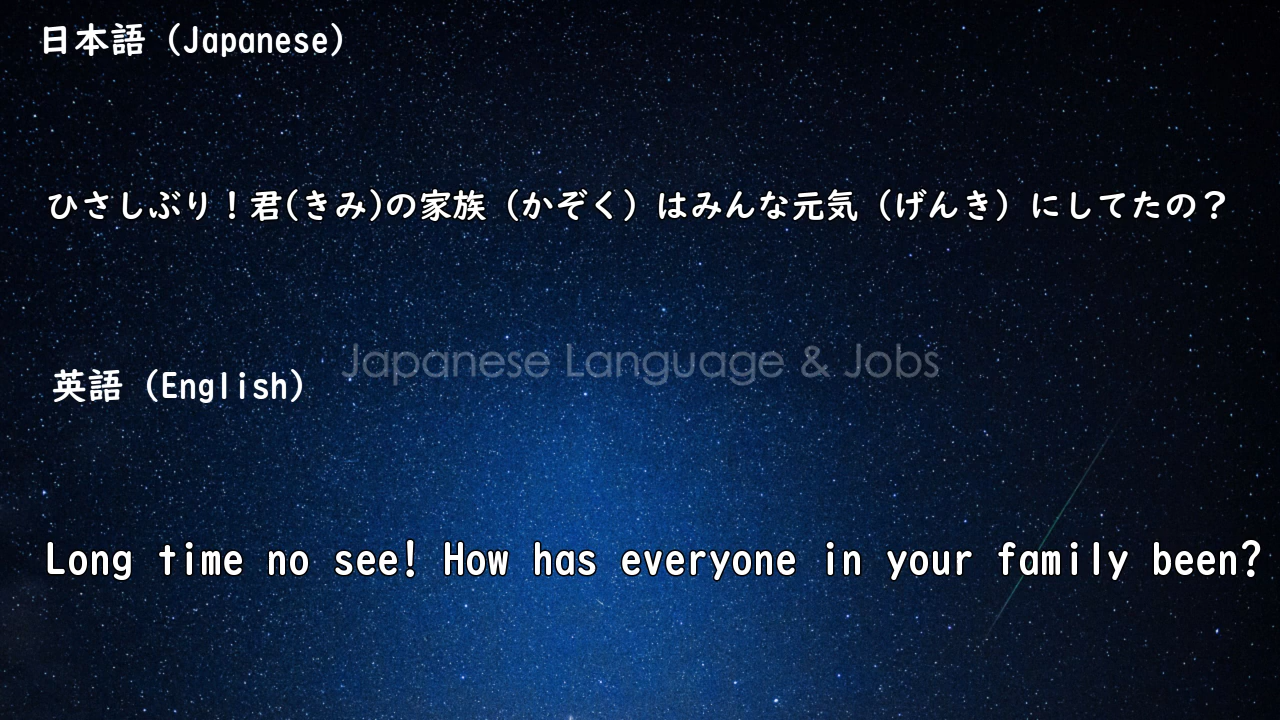 日本語（Japanese）
ひさしぶり！君(きみ)の家族（かぞく）はみんな元気（げんき）にしてたの？
Japanese Language & Jobs
英語（English）
Long time no see! How has everyone in your family been?